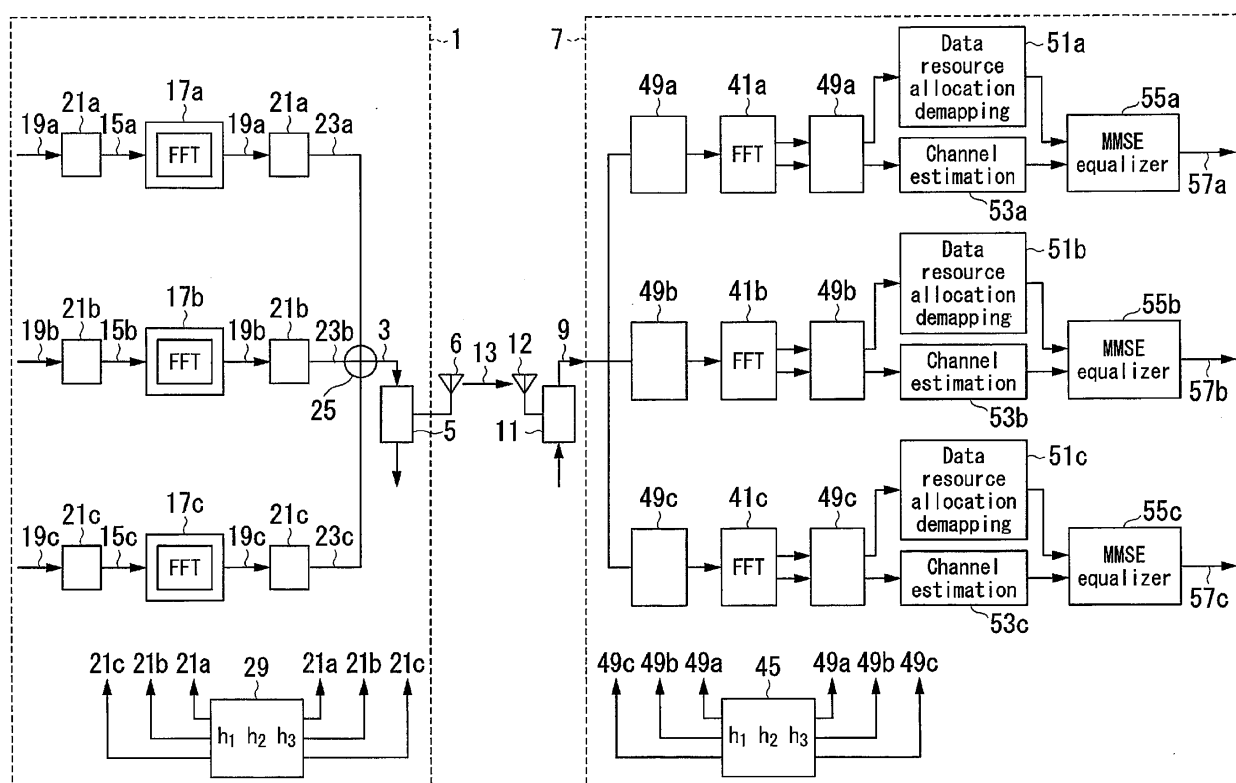 1
7
17a
21a
21a
19a
15a
19a
23a
FFT
17b
21b
21b
19b
15b
19b
23b
FFT
3
25
5
6
13
12
9
11
17c
21c
21c
19c
15c
19c
23c
FFT
21c
21b
21a
29
21a
21b
21c
h1 h2 h3
49a
41a
49a
FFT
Data
resource
allocation
demapping
51a
Channel
estimation
53a
55a
MMSE
equalizer
57a
49b
41b
49b
FFT
Data
resource
allocation
demapping
51b
Channel
estimation
53b
55b
MMSE
equalizer
57b
49c
41c
49c
FFT
Data
resource
allocation
demapping
51c
Channel
estimation
53c
55c
MMSE
equalizer
57c
49c
49b
49a
45
49a
49b
49c
h1 h2 h3